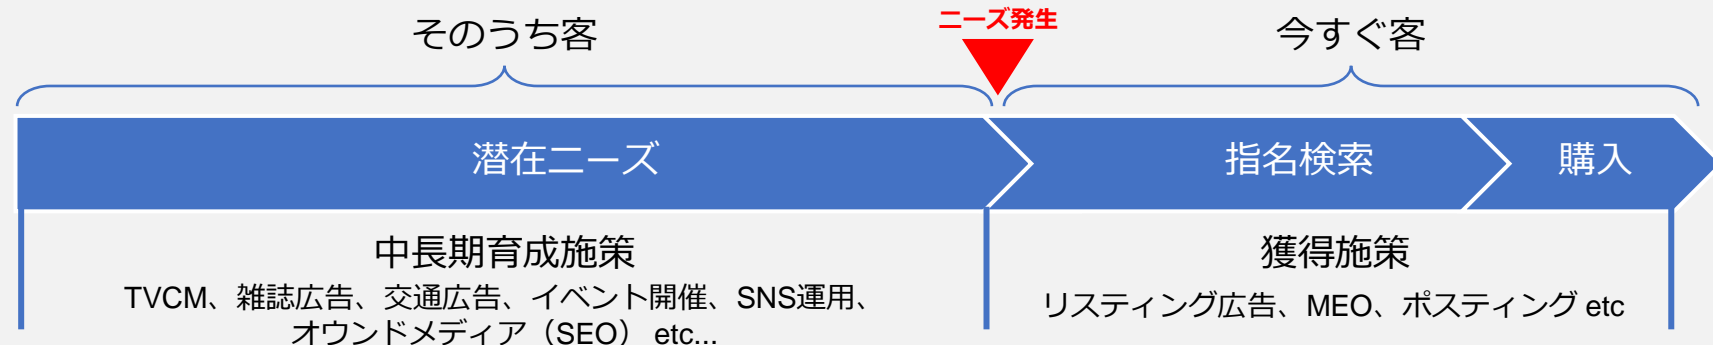 そのうち客
ニーズ発生
今すぐ客
潜在ニーズ
指名検索
購入
中長期育成施策
TVCM、雑誌広告、交通広告、イベント開催、SNS運用、
オウンドメディア（SEO） etc...
獲得施策
リスティング広告、MEO、ポスティング etc